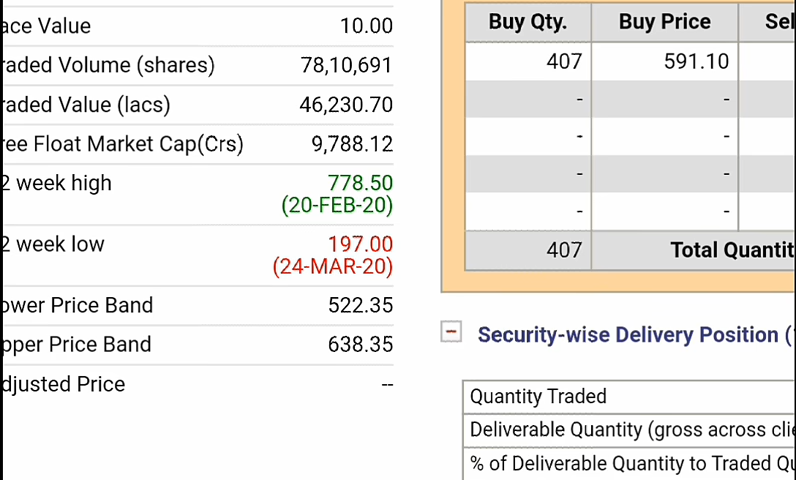 ace Value 10.00
raded Volume (shares) 78,10,691
raded Value (lacs) 46,230.70
ree Float Market Cap(Crs) 9,788.12
2 week high 778.50
(20-FEB-20)
2 week low 197.00
(24-MAR-20)
ower Price Band 522.35
pper Price Band 638.35
djusted Price --
Buy Qty. Buy Price Sel
407 591.10
- -
- -
- -
- -
407 Total Quantit
Security-wise Delivery Position (
Quantity Traded
Deliverable Quantity (gross across clie
% of Deliverable Quantity to Traded Qu